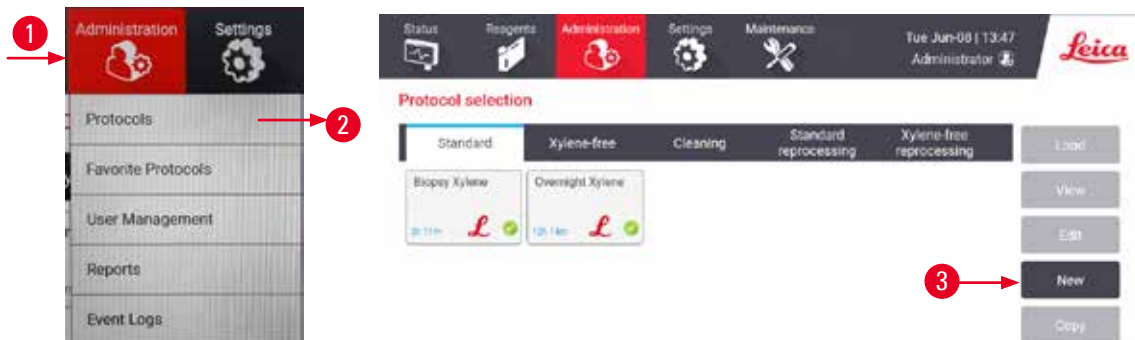 1
Administration Settings
Protocols
2
Favorite Protocols
User Management
Reports
Event Logs
Status Reagents Administration Settings Maintenance
Tue Jun-08 | 13:47
Administrator
Leica
Protocol selection
Standard Xylene-free Cleaning Standard reprocessing Xylene-free reprocessing
Load
Biopsy Xylene Overnight Xylene
View
L L
12h 14m
Edit
3
New
Copy